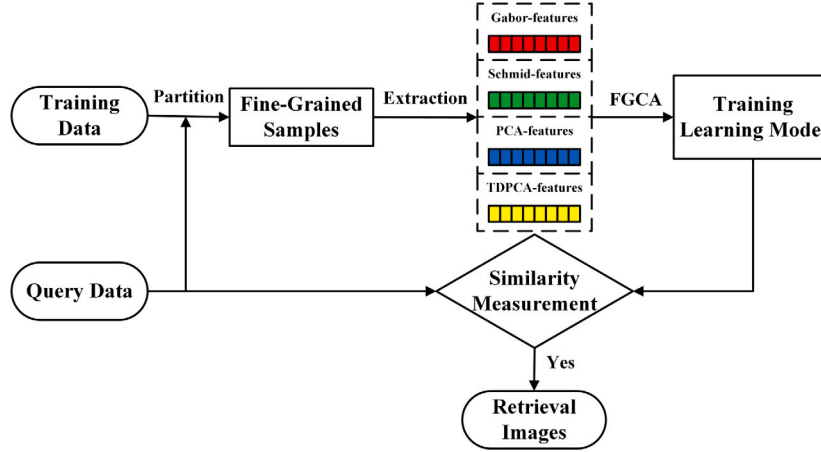 Gabor-features
Schmid-features
PCA-features
TDPCA-features
Training
Data
Partition
Fine-Grained
Samples
Extraction
FGCA
Training
Learning Model
Query Data
Similarity
Measurement
Yes
Retrieval
Images